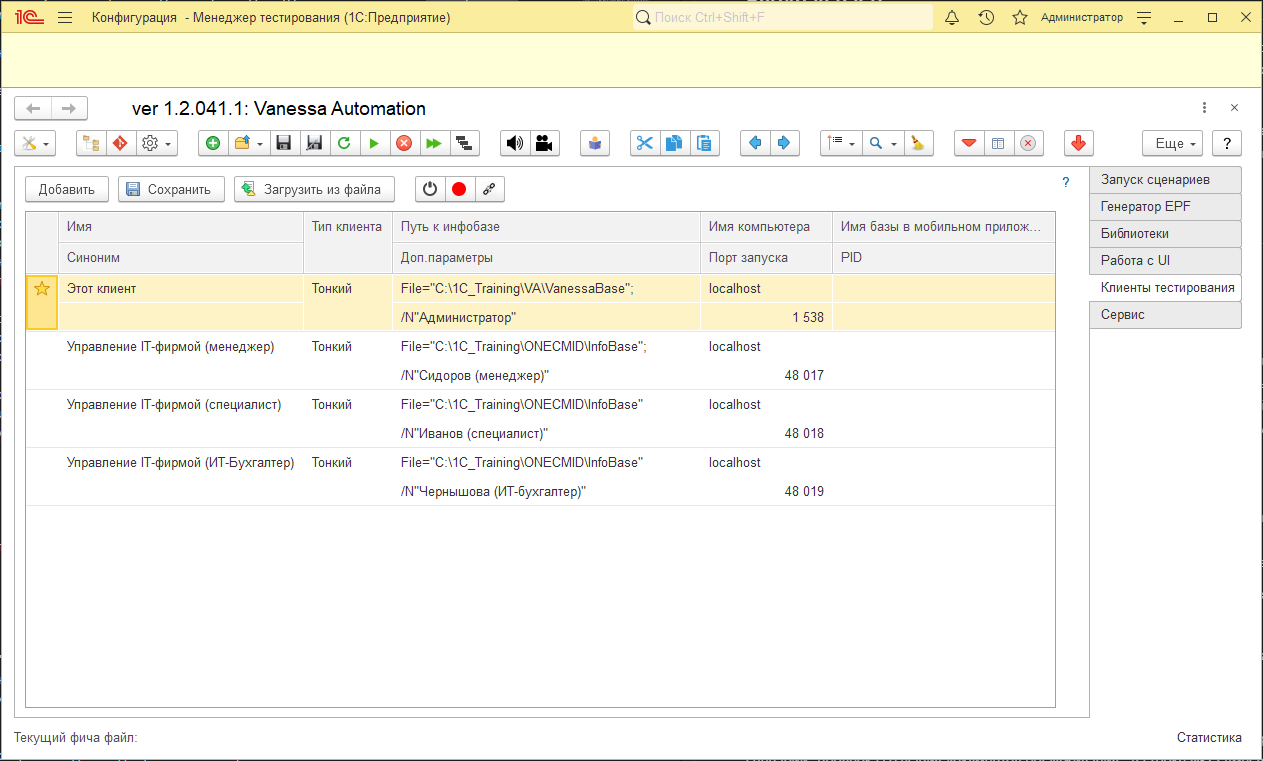 1С Конфигурация - Менеджер тестирования (1С:Предприятие) Поиск Ctrl+Shift+F Администратор
ver 1.2.041.1: Vanessa Automation
Еще ?
Добавить Сохранить Загрузить из файла ?
Имя Тип клиента Путь к инфобазе Имя компьютера Имя базы в мобильном прилож...
Синоним Доп.параметры Порт запуска PID
Этот клиент Тонкий File="C:\1C_Training\VA\VanessaBase"; localhost
/N"Администратор" 1 538
Управление IT-фирмой (менеджер) Тонкий File="C:\1C_Training\ONECMID\InfoBase"; localhost
/N"Сидоров (менеджер)" 48 017
Управление IT-фирмой (специалист) Тонкий File="C:\1C_Training\ONECMID\InfoBase" localhost
/N"Иванов (специалист)" 48 018
Управление IT-фирмой (ИТ-Бухгалтер) Тонкий File="C:\1C_Training\ONECMID\InfoBase" localhost
/N"Чернышова (ИТ-бухгалтер)" 48 019
Запуск сценариев
Генератор EPF
Библиотеки
Работа с UI
Клиенты тестирования
Сервис
Текущий фича файл: Статистика